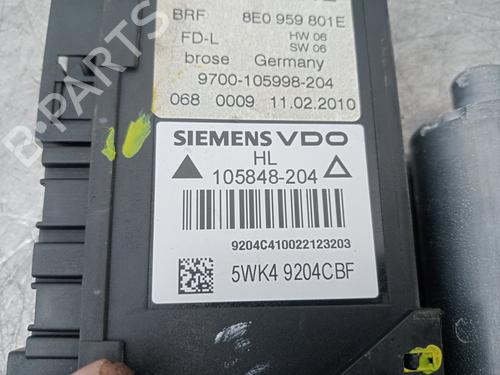 BRF 8E0 959 801E
FD-L HW 06
SW 06
brose Germany
9700-105998-204
068 0009 11.02.2010
SIEMENS VDO
HL
105848-204
9204C410022123203
5WK4 9204CBF
B-PARTS